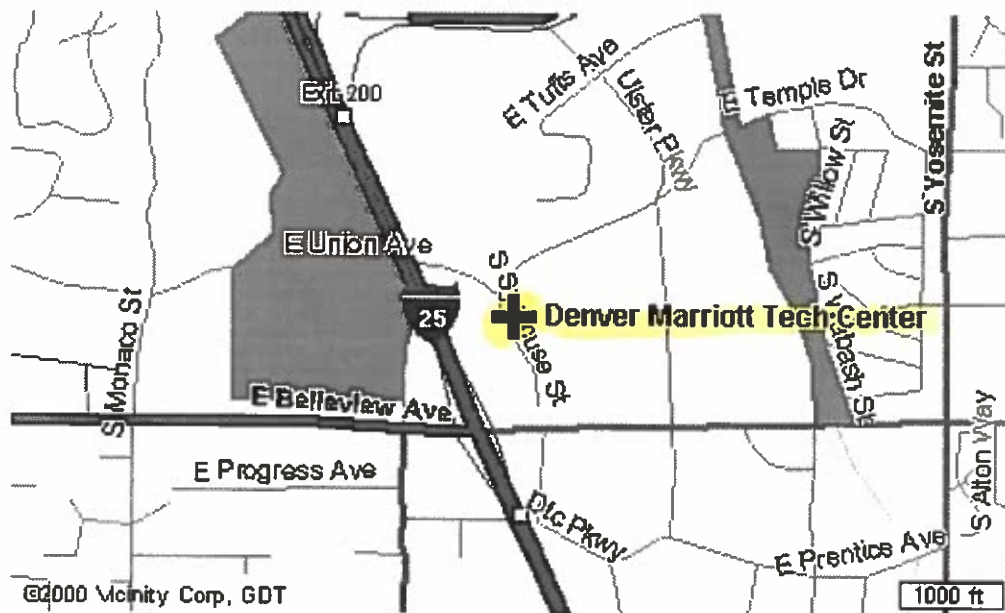 Exit 200
E Tufts Ave
Ulster Pkwy
E Temple Dr
S Willow St
S Yosemite St
E Union Ave
25
Denver Marriott Tech Center
S Monaco St
E Belleview Ave
S Wabash St
E Progress Ave
Dtc Pkwy
E Prentice Ave
S Alton Way
©2000 Vicinity Corp, GDT
1000 ft